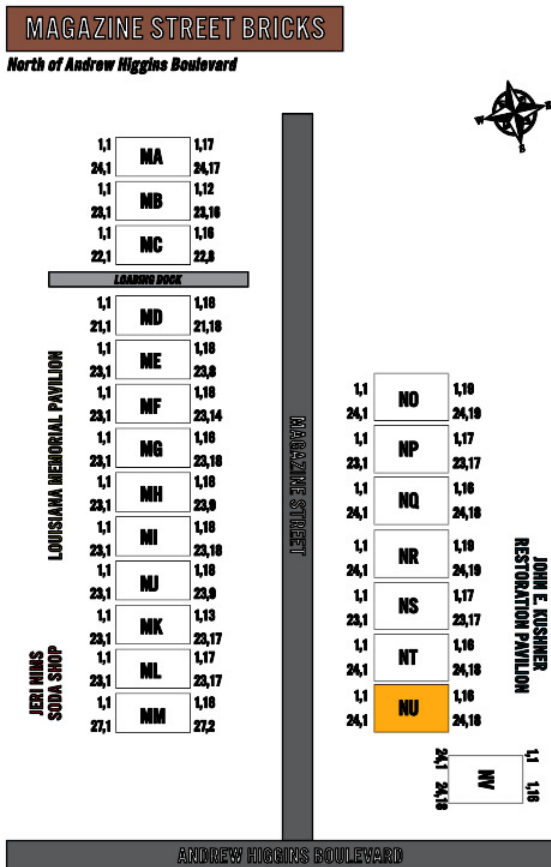 MAGAZINE STREET BRICKS
North of Andrew Higgins Boulevard
N
W
E
S
1,1 MA 1,17
24,1 24,17
1,1 MB 1,12
23,1 23,16
1,1 MC 1,16
22,1 22,8
LOADING DOCK
1,1 MD 1,18
21,1 21,18
1,1 ME 1,18
23,1 23,8
1,1 MF 1,18
23,1 23,14
1,1 MG 1,16
23,1 23,18
1,1 MH 1,18
23,1 23,9
1,1 MI 1,18
23,1 23,18
1,1 MJ 1,18
23,1 23,9
1,1 MK 1,13
23,1 23,17
1,1 ML 1,17
23,1 23,17
1,1 MM 1,18
27,1 27,2
LOUISIANA MEMORIAL PAVILION
JERI NIMS
SODA SHOP
MAGAZINE STREET
1,1 NO 1,19
24,1 24,19
1,1 NP 1,17
23,1 23,17
1,1 NQ 1,16
24,1 24,18
1,1 NR 1,19
24,1 24,19
1,1 NS 1,17
23,1 23,17
1,1 NT 1,16
24,1 24,18
1,1 NU 1,16
24,1 24,18
JOHN E. KUSHNER
RESTORATION PAVILION
1,1 NV 1,16
24,1 24,18
ANDREW HIGGINS BOULEVARD